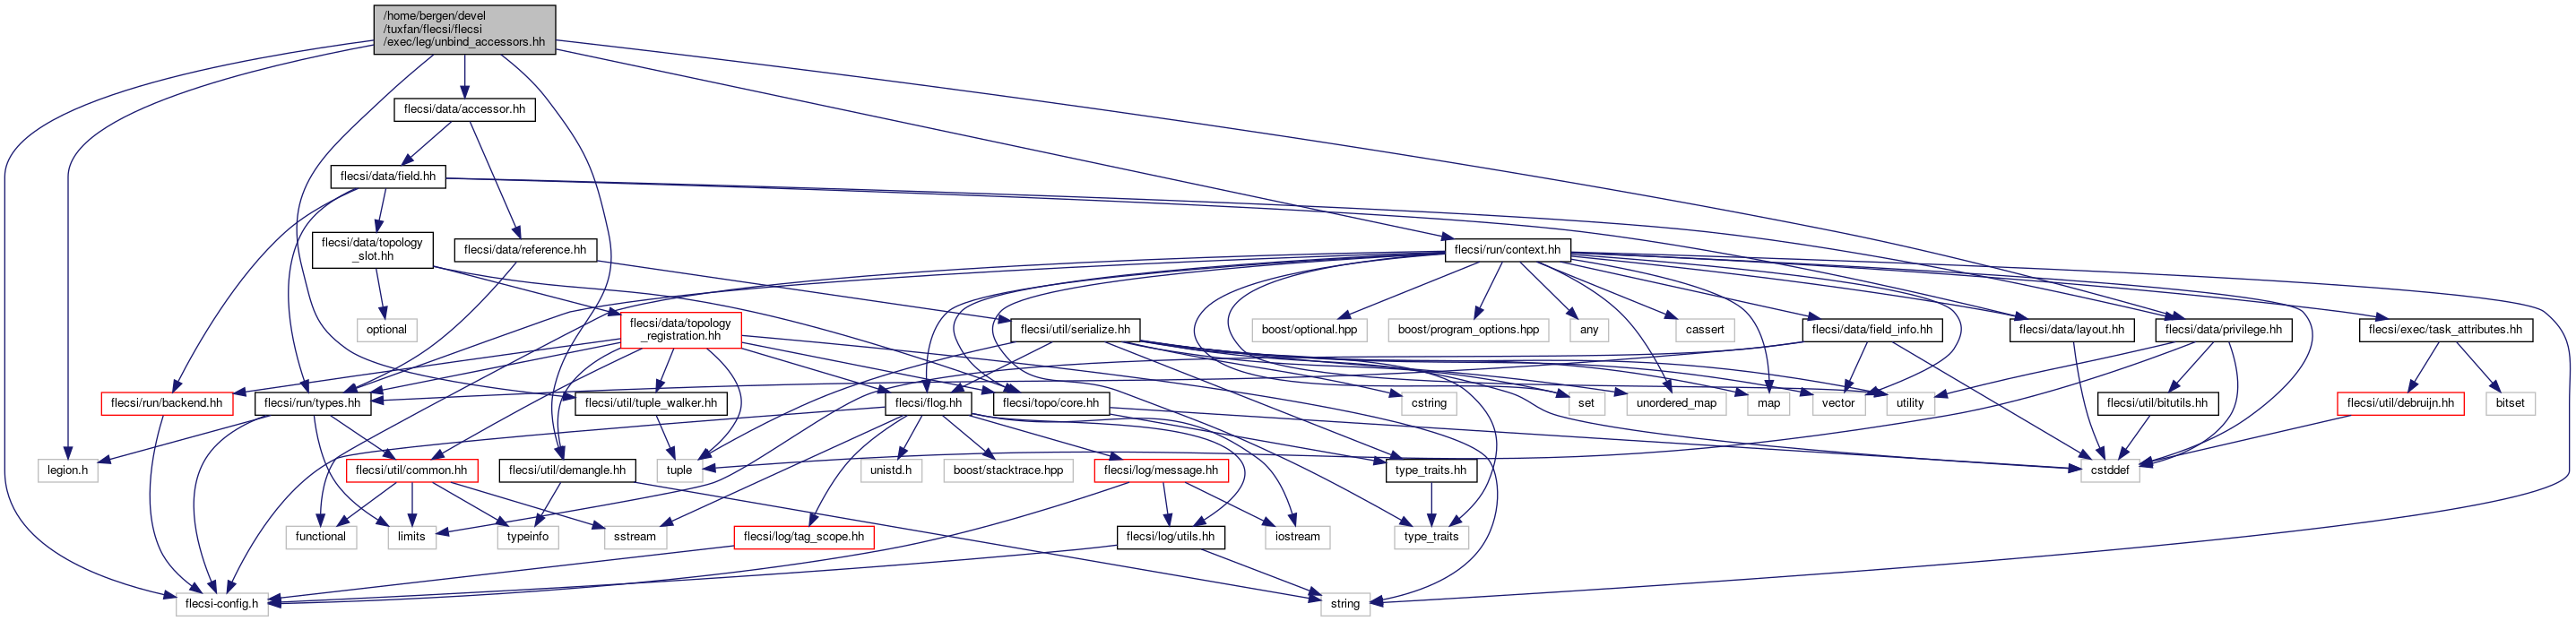 /home/bergen/devel
/tuxfan/flecsi/flecsi
/exec/leg/unbind_accessors.hh
flecsi/data/accessor.hh
flecsi/data/field.hh
flecsi/data/topology
_slot.hh
flecsi/data/reference.hh
flecsi/run/context.hh
optional
flecsi/data/topology
_registration.hh
flecsi/util/serialize.hh
boost/optional.hpp
boost/program_options.hpp
any
cassert
flecsi/data/field_info.hh
flecsi/data/layout.hh
flecsi/data/privilege.hh
flecsi/exec/task_attributes.hh
flecsi/run/backend.hh
flecsi/run/types.hh
flecsi/util/tuple_walker.hh
flecsi/flog.hh
flecsi/topo/core.hh
cstring
set
unordered_map
map
vector
utility
flecsi/util/bitutils.hh
flecsi/util/debruijn.hh
bitset
legion.h
flecsi/util/common.hh
flecsi/util/demangle.hh
tuple
unistd.h
boost/stacktrace.hpp
flecsi/log/message.hh
type_traits.hh
cstddef
functional
limits
typeinfo
sstream
flecsi/log/tag_scope.hh
flecsi/log/utils.hh
iostream
type_traits
flecsi-config.h
string